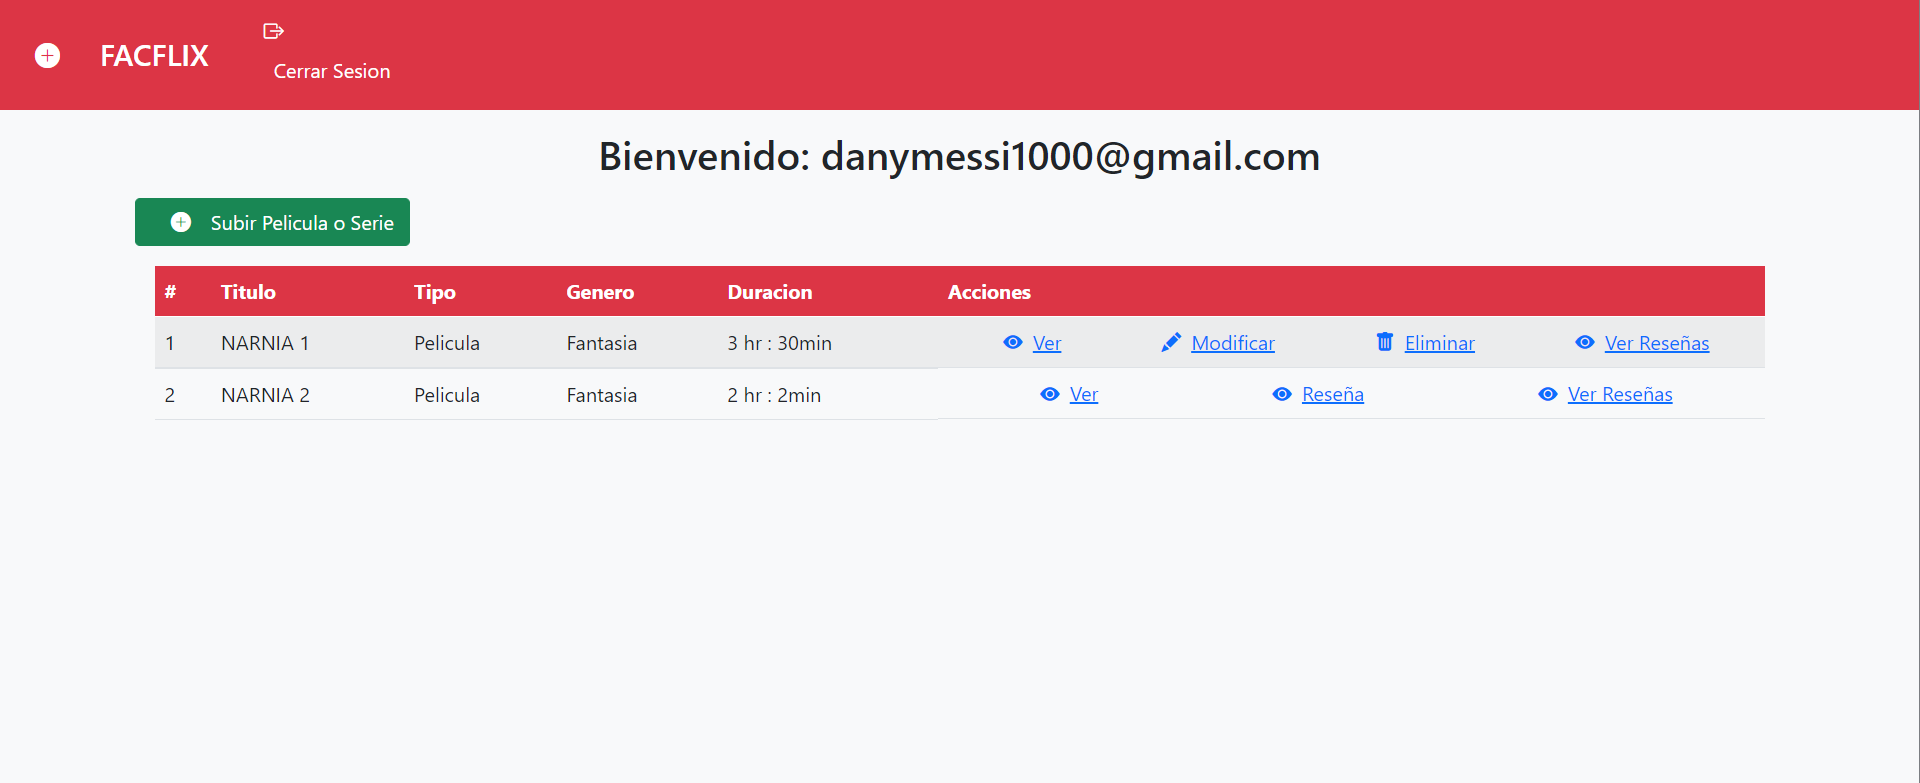 FACFLIX
Cerrar Sesion
Bienvenido: danymessi1000@gmail.com
Subir Pelicula o Serie
# Titulo Tipo Genero Duracion Acciones
1 NARNIA 1 Pelicula Fantasia 3 hr : 30min Ver Modificar Eliminar Ver Reseñas
2 NARNIA 2 Pelicula Fantasia 2 hr : 2min Ver Reseña Ver Reseñas